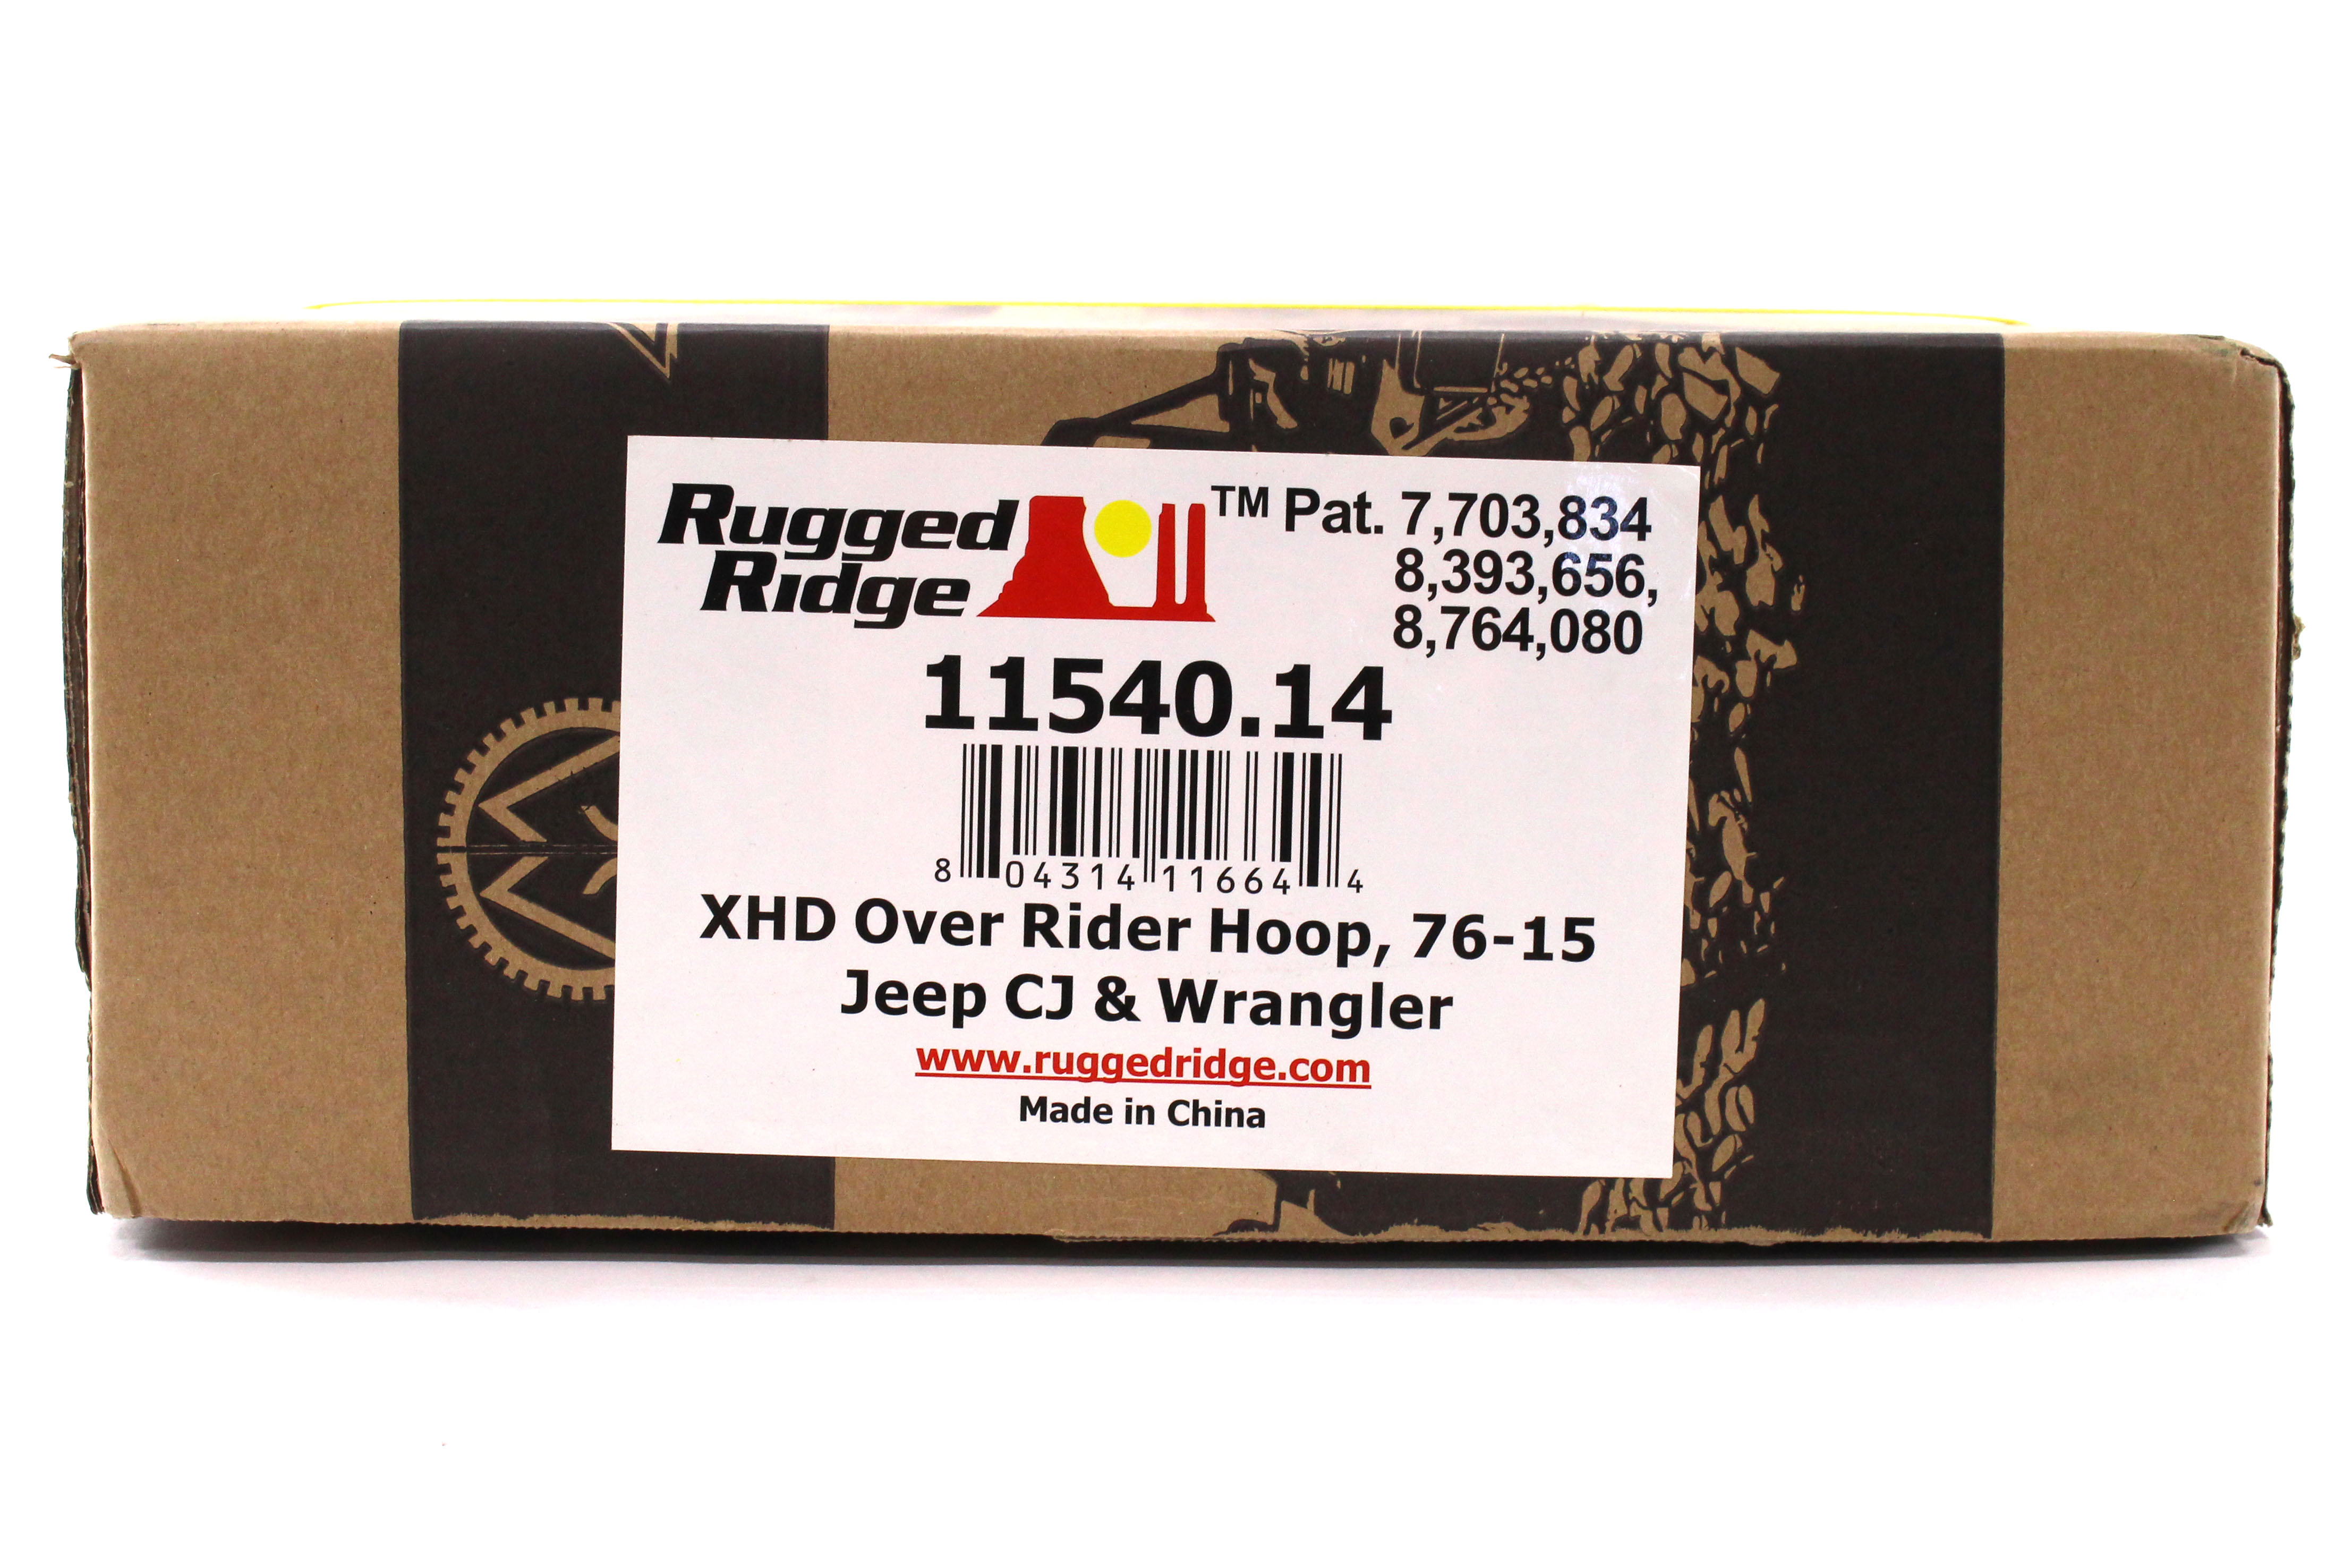 Rugged
Ridge
TM Pat. 7,703,834
8,393,656,
8,764,080
11540.14
8 04314 11664 4
XHD Over Rider Hoop, 76-15
Jeep CJ & Wrangler
www.ruggedridge.com
Made in China